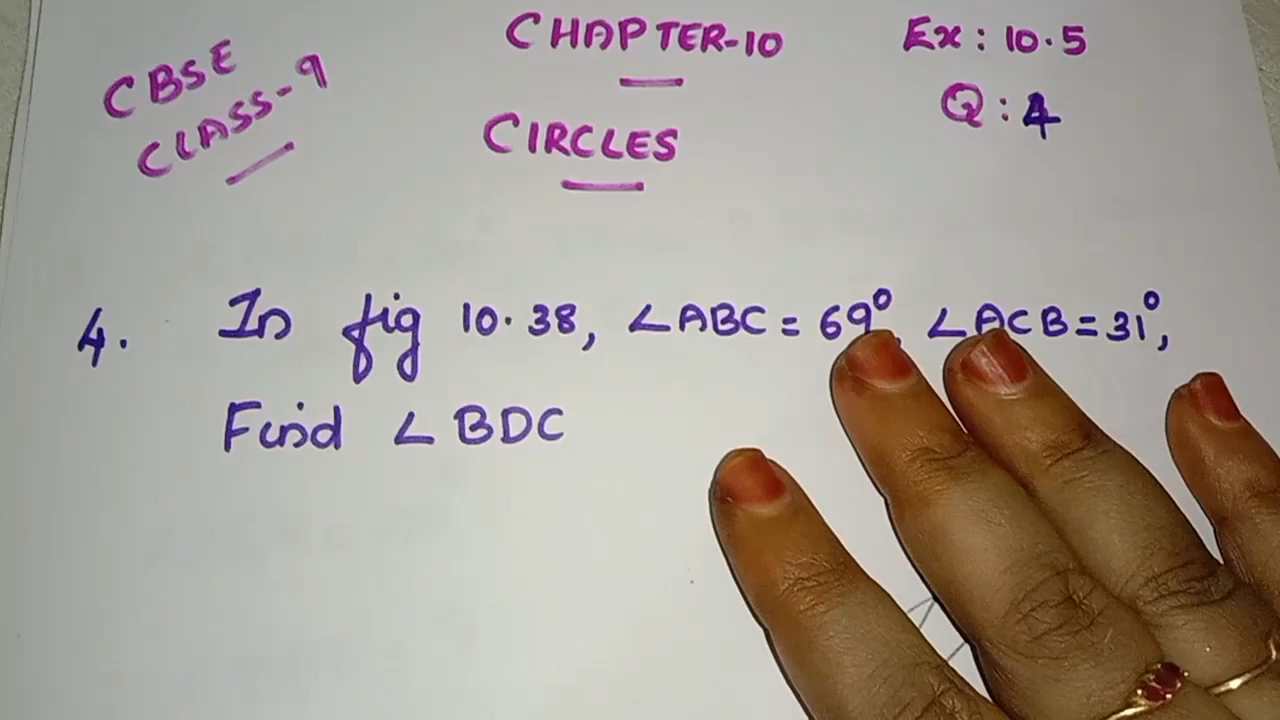 CBSE
CLASS-9
CHAPTER-10
CIRCLES
Ex: 10.5
Q: 4
4. In fig 10.38, ∠ABC = 69°, ∠ACB = 31°,
Find ∠BDC